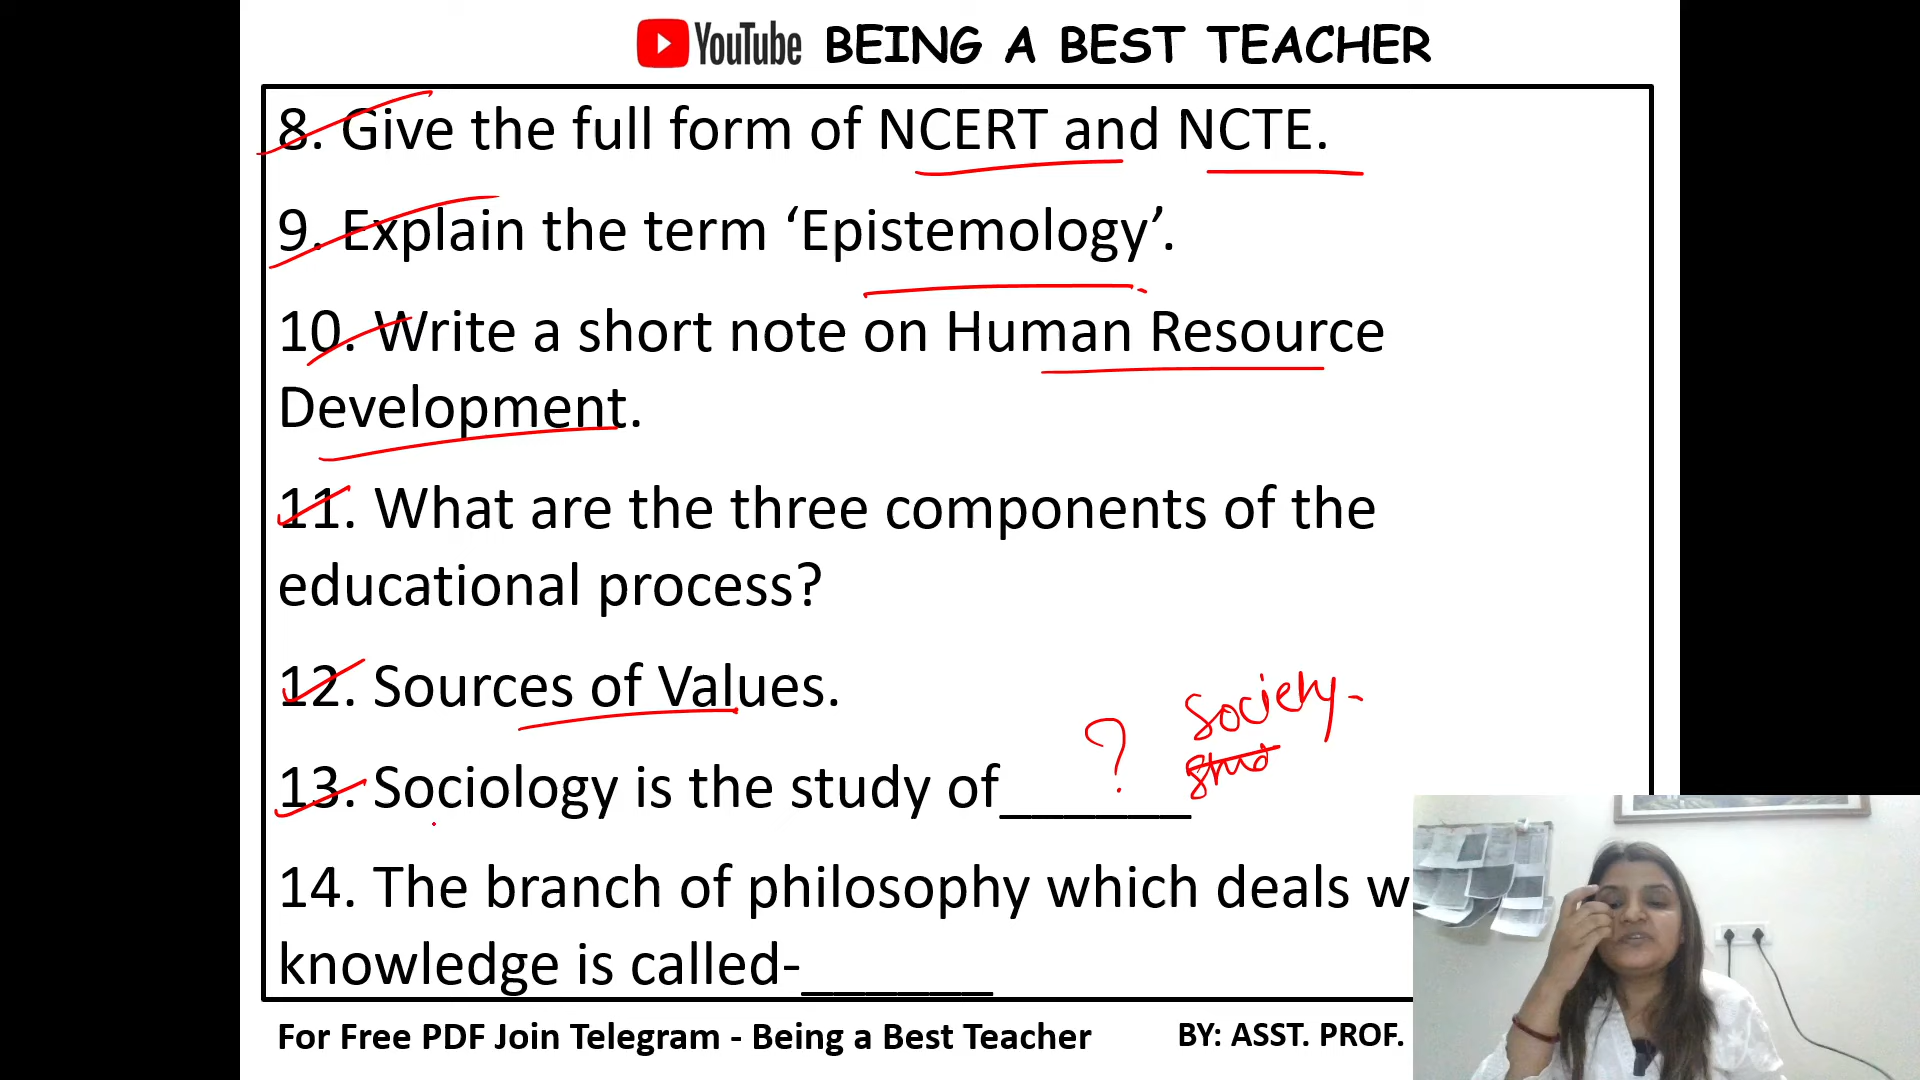 YouTube BEING A BEST TEACHER
8. Give the full form of NCERT and NCTE.
9. Explain the term ‘Epistemology’.
10. Write a short note on Human Resource
Development.
11. What are the three components of the
educational process?
12. Sources of Values.
Society.
?
13. Sociology is the study of______
14. The branch of philosophy which deals w
knowledge is called-______
For Free PDF Join Telegram - Being a Best Teacher
BY: ASST. PROF.